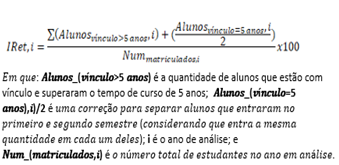 IRet,i = ∑(Alunos_vínculo>5 anos,i) + (Alunos_vínculo=5 anos,i / 2) / Num_matriculados,i x100
Em que: Alunos_(vínculo>5 anos) é a quantidade de alunos que estão com
vínculo e superaram o tempo de curso de 5 anos; Alunos_(vínculo=5
anos),i)/2 é uma correção para separar alunos que entraram no
primeiro e segundo semestre (considerando que entra a mesma
quantidade em cada um deles); i é o ano de análise; e
Num_(matriculados,i) é o número total de estudantes no ano em análise.